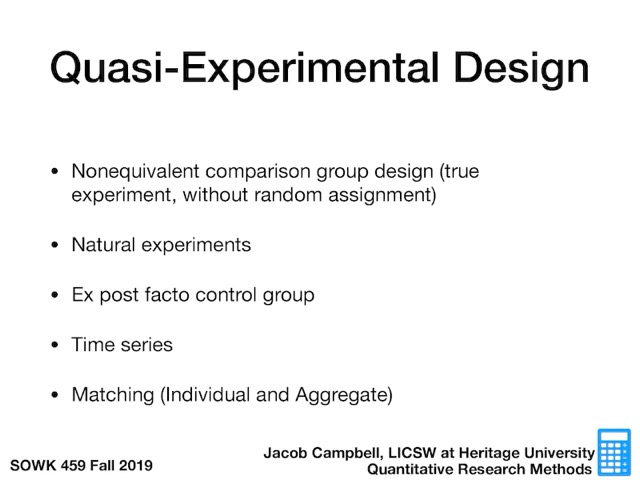 Quasi-Experimental Design
• Nonequivalent comparison group design (true
experiment, without random assignment)
• Natural experiments
• Ex post facto control group
• Time series
• Matching (Individual and Aggregate)
SOWK 459 Fall 2019
Jacob Campbell, LICSW at Heritage University
Quantitative Research Methods